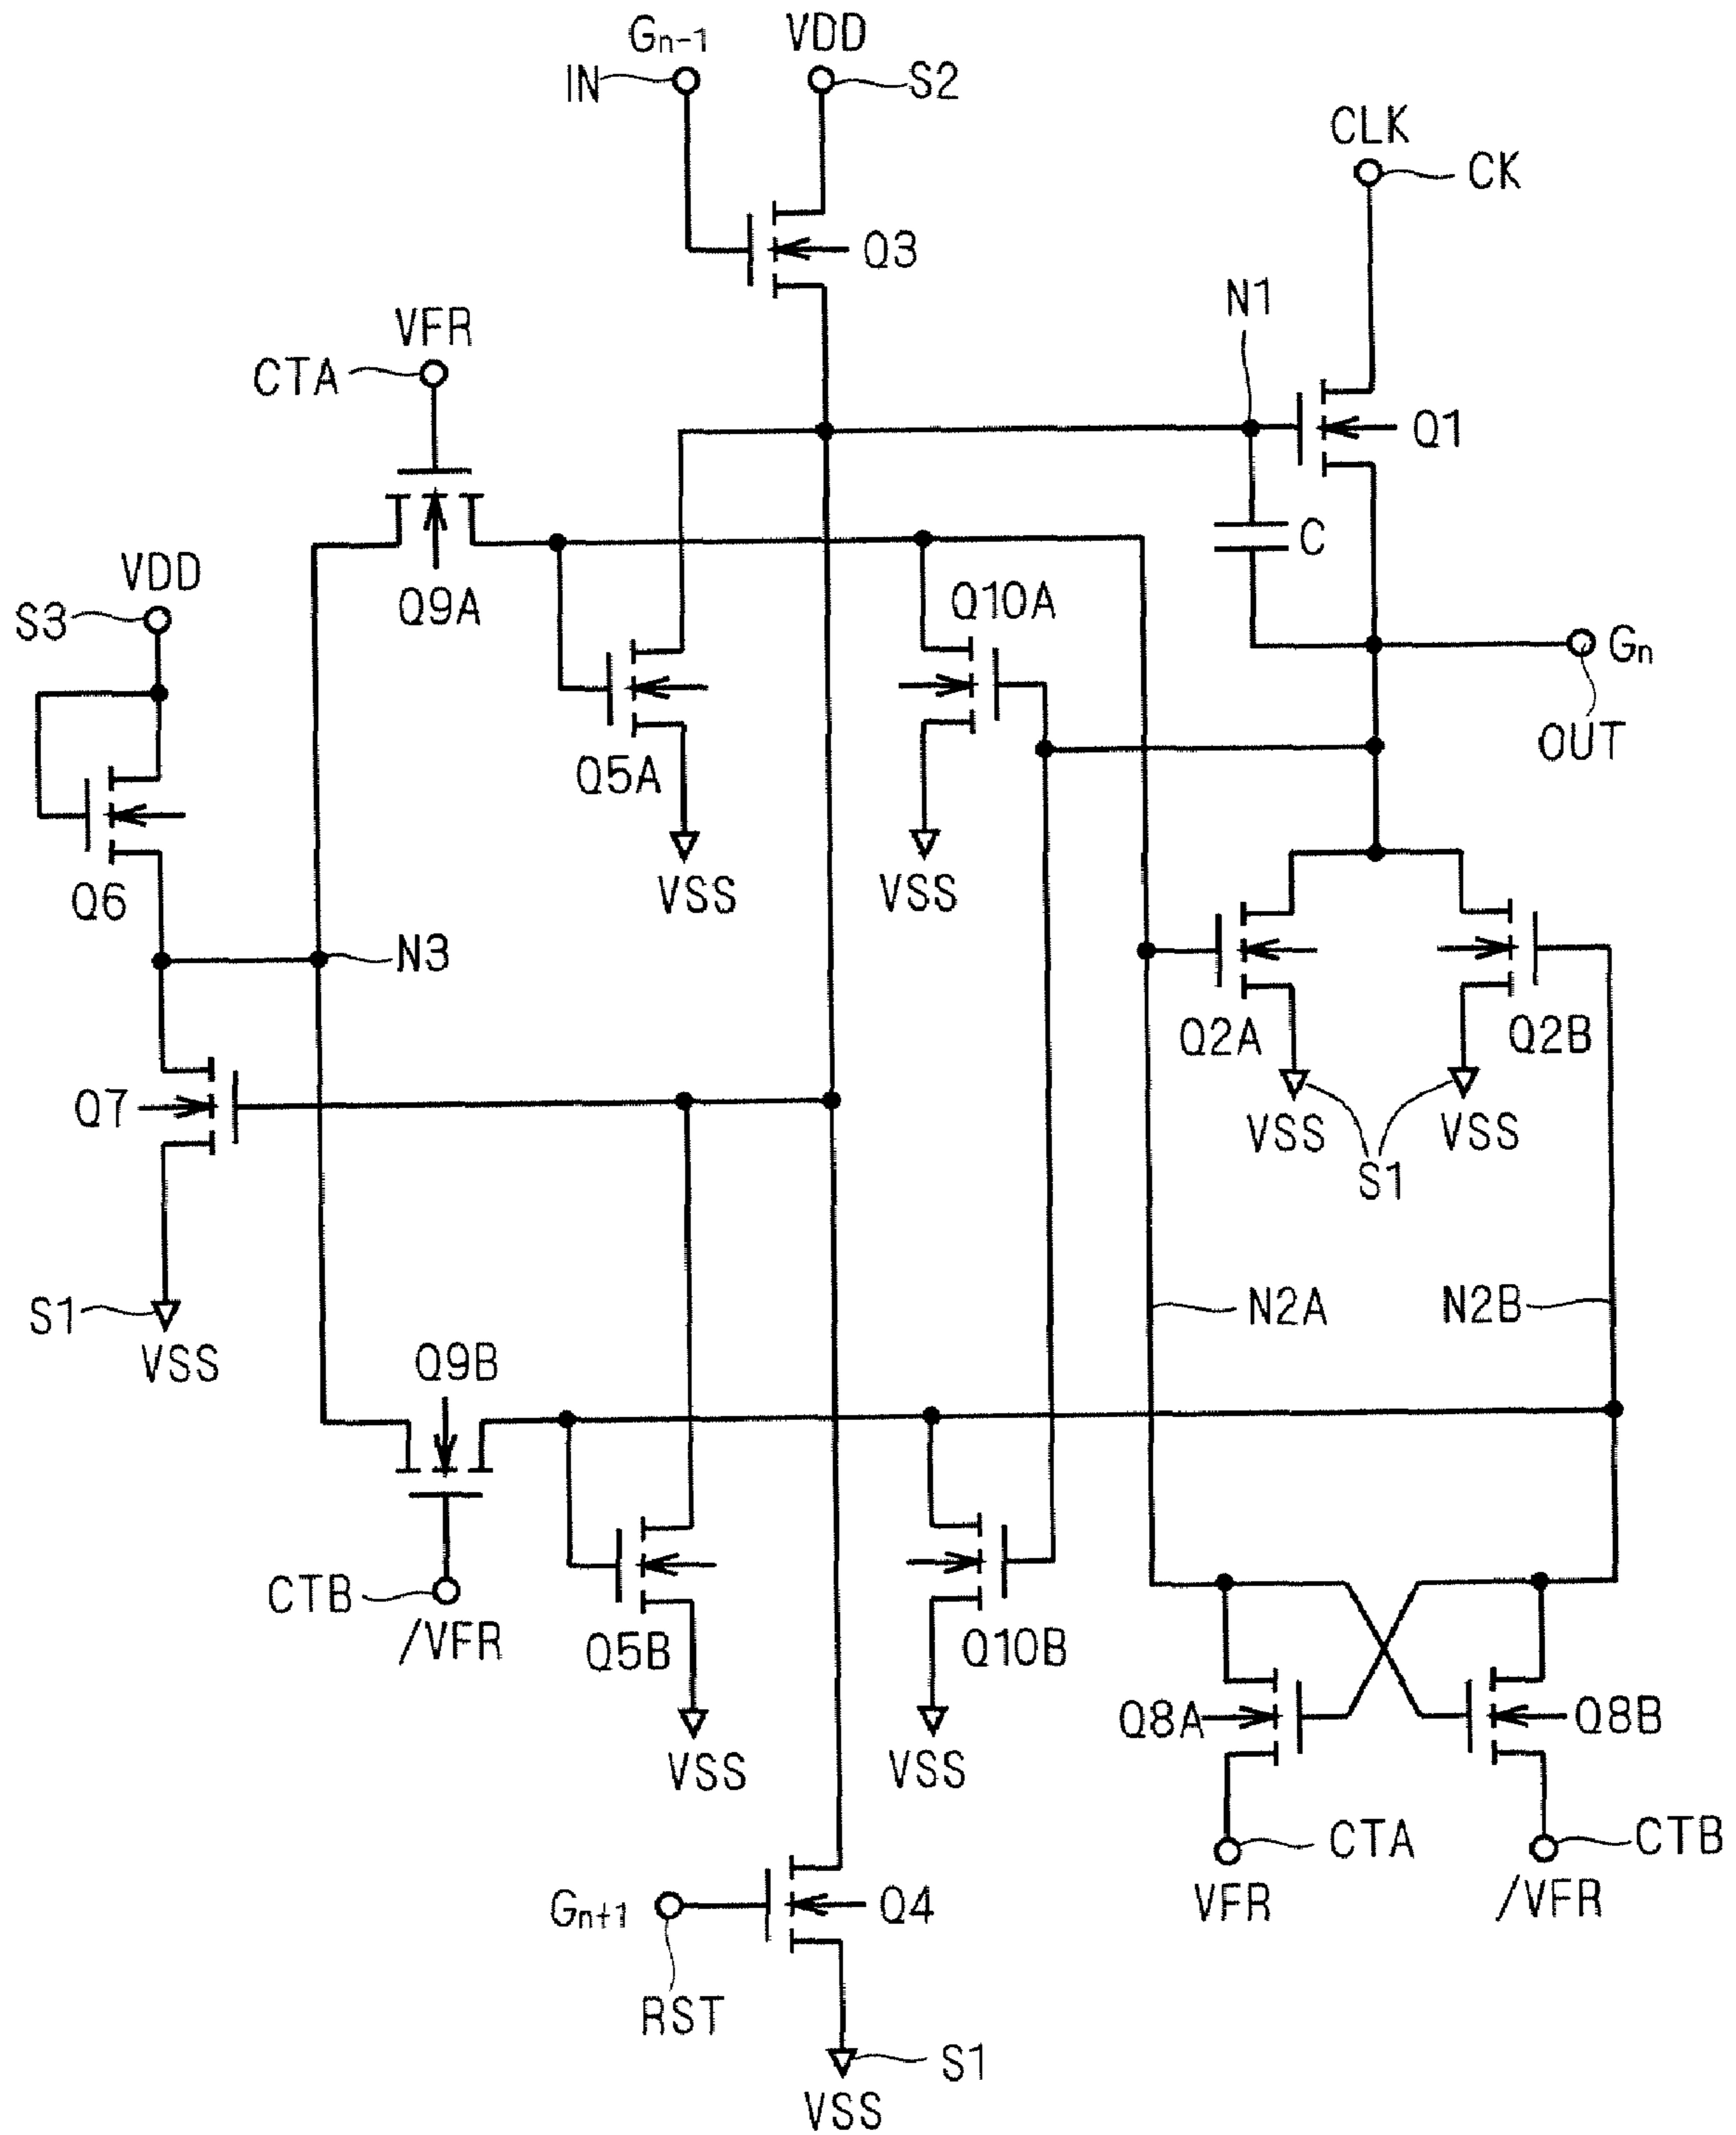 Gn-1 VDD
IN S2
CLK
CK
Q3
N1
VFR
CTA
Q1
C
VDD
Q9A Q10A
S3
Gn
OUT
Q5A
VSS VSS
Q6
N3
Q2A Q2B
Q7
VSS VSS
S1
N2A N2B
S1
VSS
Q9B
CTB
/VFR
Q5B Q10B
Q8A Q8B
VSS VSS
CTA CTB
VFR /VFR
Gn+1 Q4
RST
S1
VSS